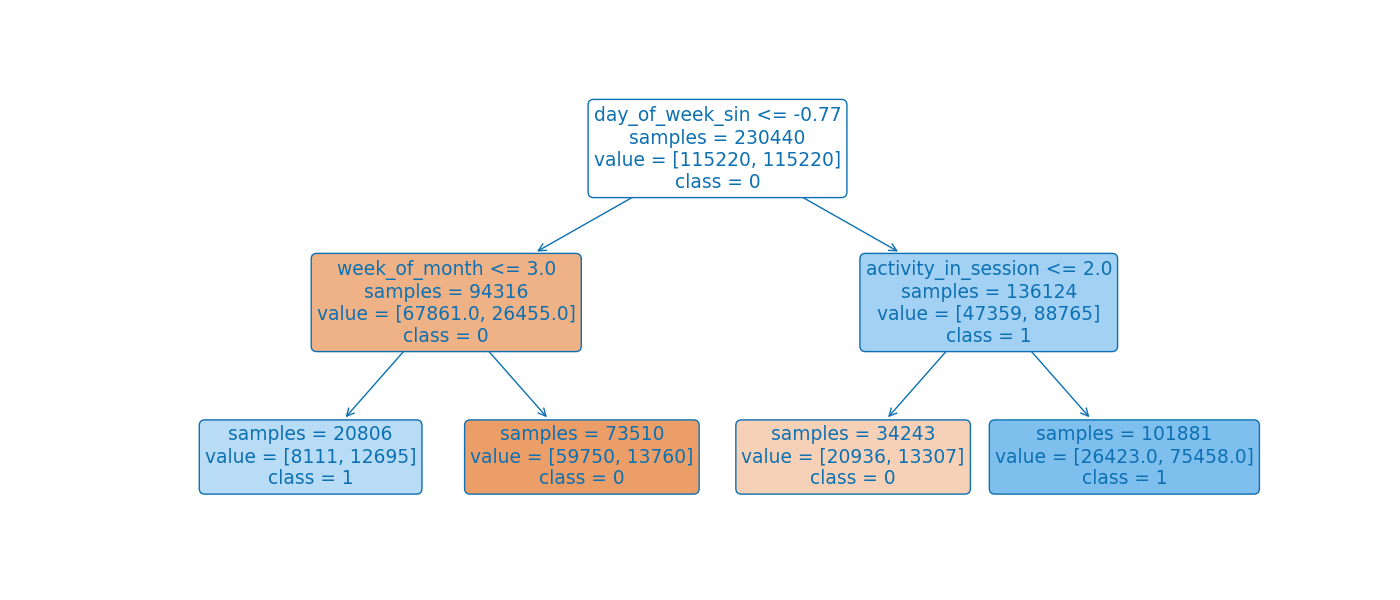 day_of_week_sin <= -0.77
samples = 230440
value = [115220, 115220]
class = 0
week_of_month <= 3.0
samples = 94316
value = [67861.0, 26455.0]
class = 0
activity_in_session <= 2.0
samples = 136124
value = [47359, 88765]
class = 1
samples = 20806
value = [8111, 12695]
class = 1
samples = 73510
value = [59750, 13760]
class = 0
samples = 34243
value = [20936, 13307]
class = 0
samples = 101881
value = [26423.0, 75458.0]
class = 1